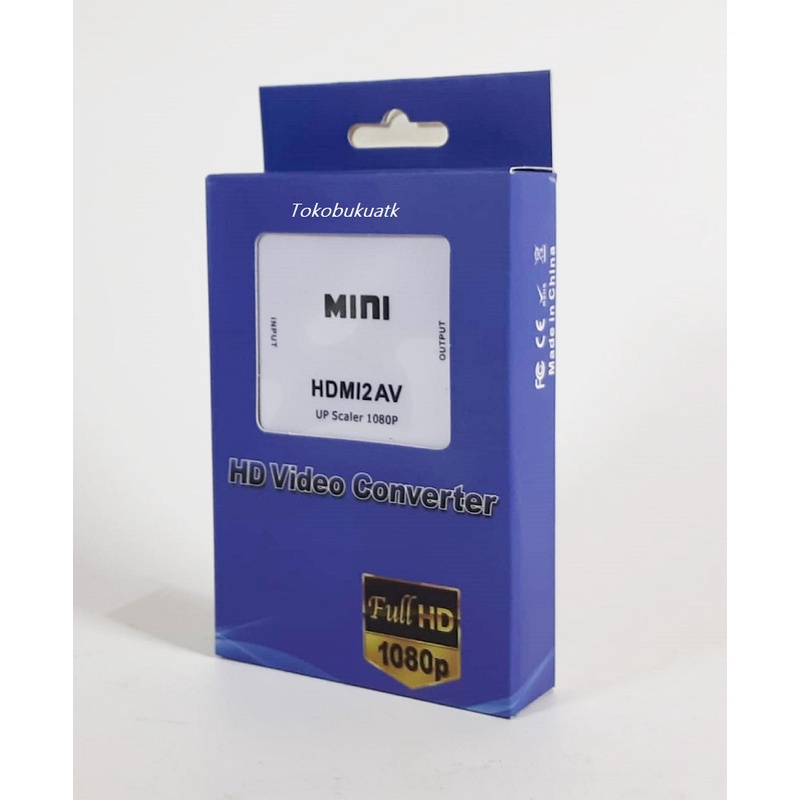 Tokobukuatk
MINI
INPUT
OUTPUT
HDMI2AV
UP Scaler 1080P
HD Video Converter
Full HD
1080p
FC CE RoHS
Made in China